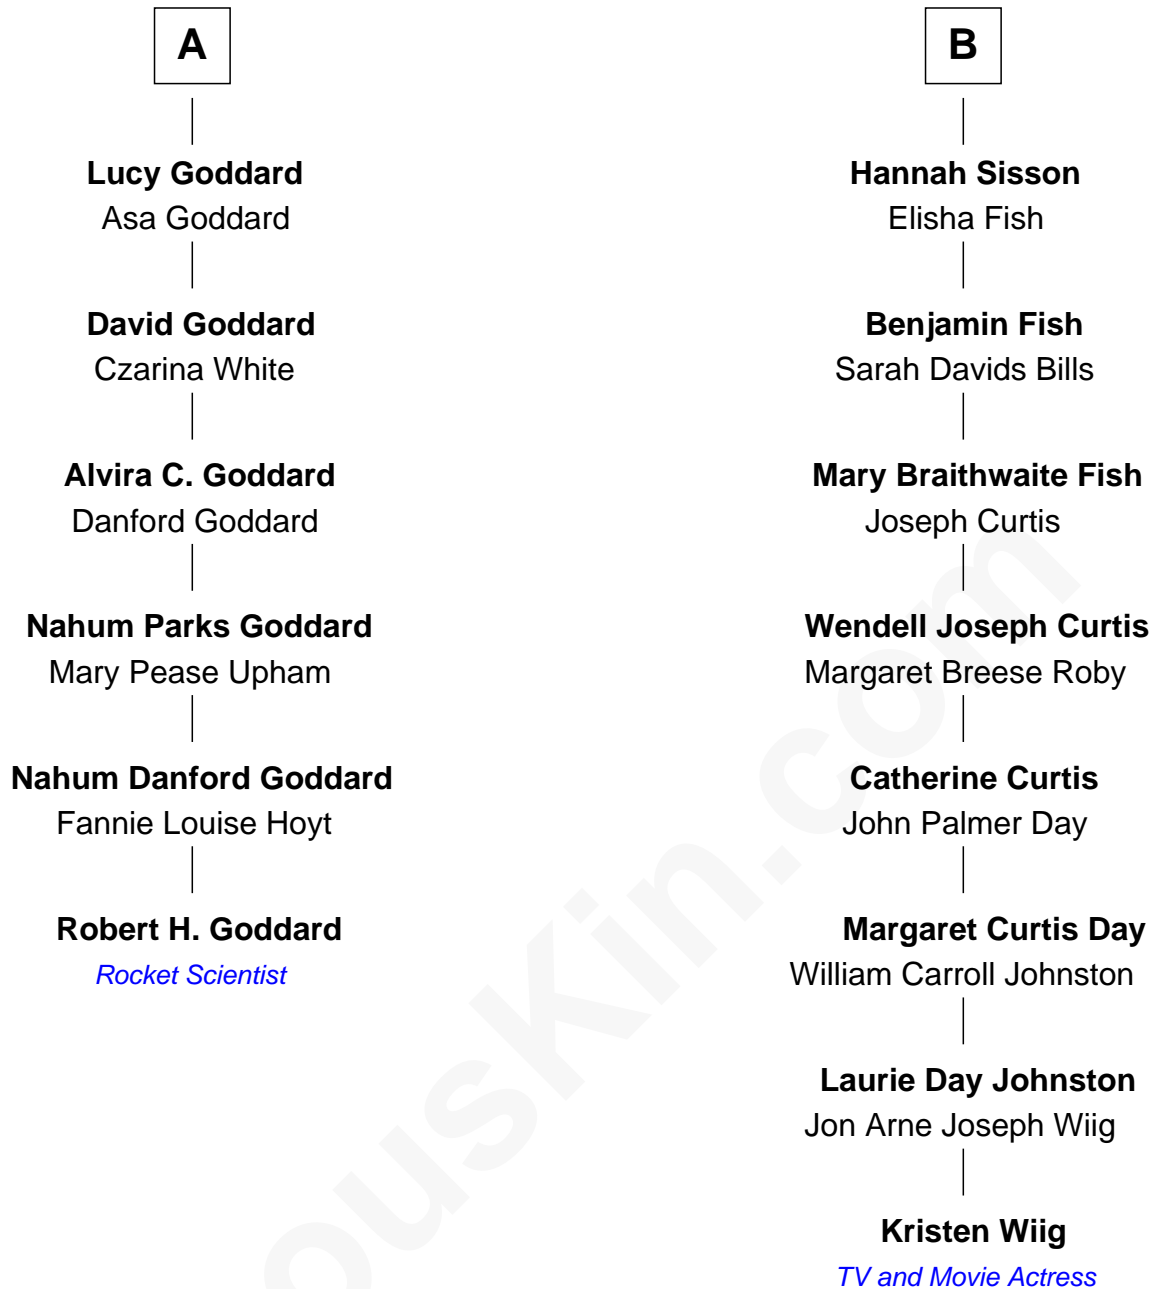 A
Lucy Goddard
Asa Goddard
David Goddard
Czarina White
Alvira C. Goddard
Danford Goddard
Nahum Parks Goddard
Mary Pease Upham
Nahum Danford Goddard
Fannie Louise Hoyt
Robert H. Goddard
Rocket Scientist
B
Hannah Sisson
Elisha Fish
Benjamin Fish
Sarah Davids Bills
Mary Braithwaite Fish
Joseph Curtis
Wendell Joseph Curtis
Margaret Breese Roby
Catherine Curtis
John Palmer Day
Margaret Curtis Day
William Carroll Johnston
Laurie Day Johnston
Jon Arne Joseph Wiig
Kristen Wiig
TV and Movie Actress
ousKin.com